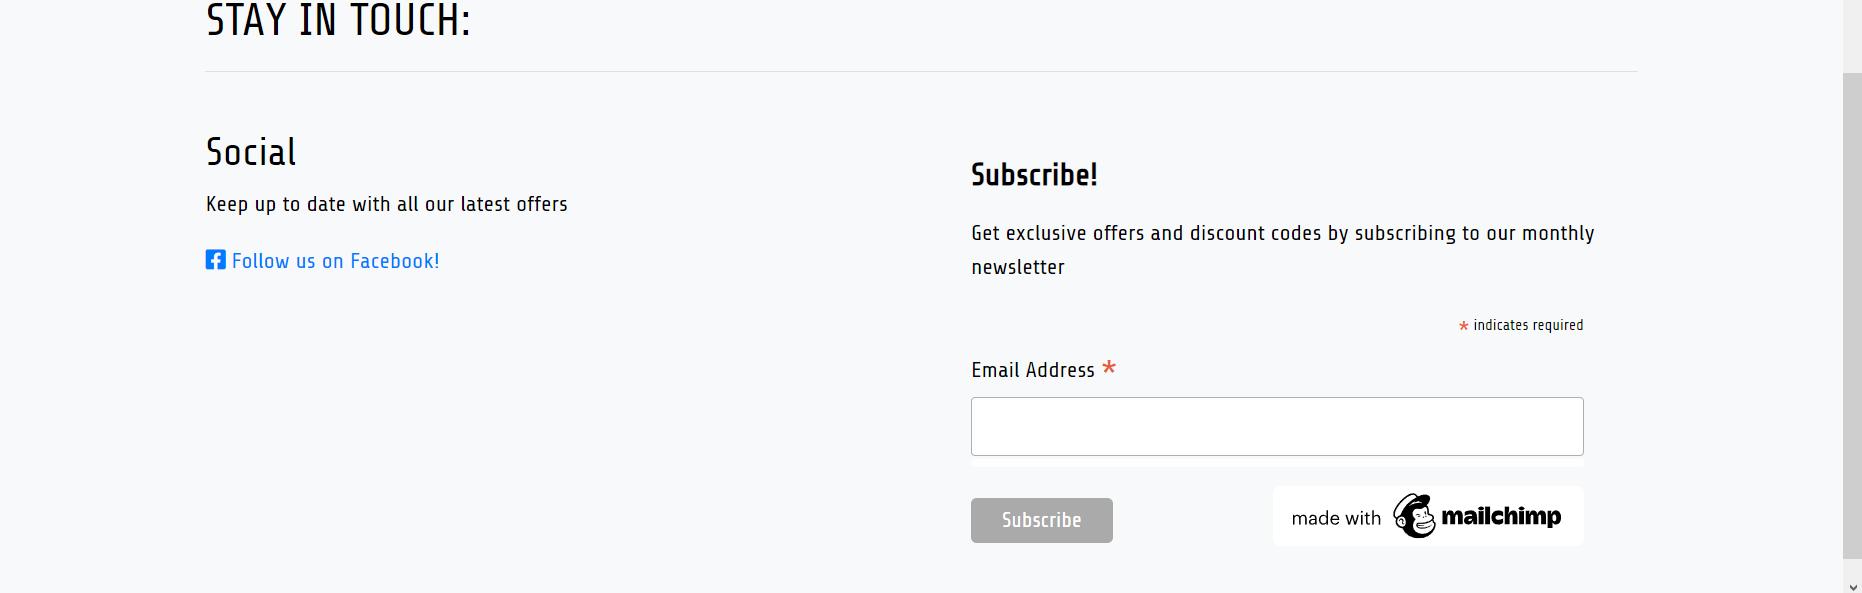 STAY IN TOUCH:
Social
Keep up to date with all our latest offers
Follow us on Facebook!
Subscribe!
Get exclusive offers and discount codes by subscribing to our monthly
newsletter
* indicates required
Email Address *
Subscribe
made with mailchimp